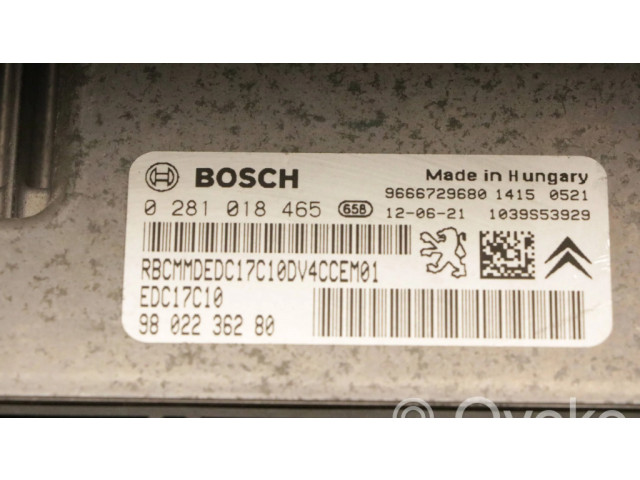 BOSCH
Made in Hungary
9666729680 1415 0521
0 281 018 465 658 12-06-21 1039S53929
RBCMMDEDC17C10DV4CCEM01
EDC17C10
98 022 362 80